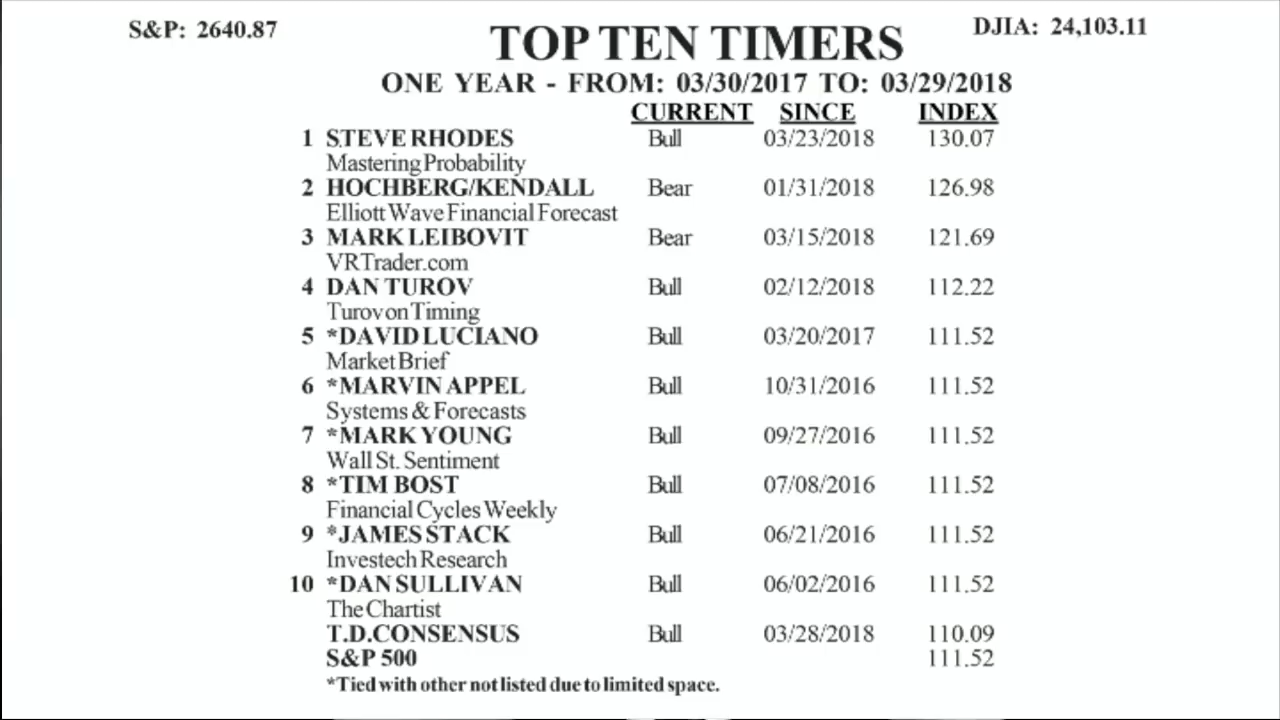 S&P: 2640.87
DJIA: 24,103.11
TOP TEN TIMERS
ONE YEAR - FROM: 03/30/2017 TO: 03/29/2018
CURRENT SINCE INDEX
1 STEVE RHODES Bull 03/23/2018 130.07
Mastering Probability
2 HOCHBERG/KENDALL Bear 01/31/2018 126.98
Elliott Wave Financial Forecast
3 MARK LEIBOVIT Bear 03/15/2018 121.69
VRTrader.com
4 DAN TUROV Bull 02/12/2018 112.22
Turov on Timing
5 *DAVID LUCIANO Bull 03/20/2017 111.52
Market Brief
6 *MARVIN APPEL Bull 10/31/2016 111.52
Systems & Forecasts
7 *MARK YOUNG Bull 09/27/2016 111.52
Wall St. Sentiment
8 *TIM BOST Bull 07/08/2016 111.52
Financial Cycles Weekly
9 *JAMES STACK Bull 06/21/2016 111.52
Investech Research
10 *DAN SULLIVAN Bull 06/02/2016 111.52
The Chartist
T.D.CONSENSUS Bull 03/28/2018 110.09
S&P 500 111.52
*Tied with other not listed due to limited space.